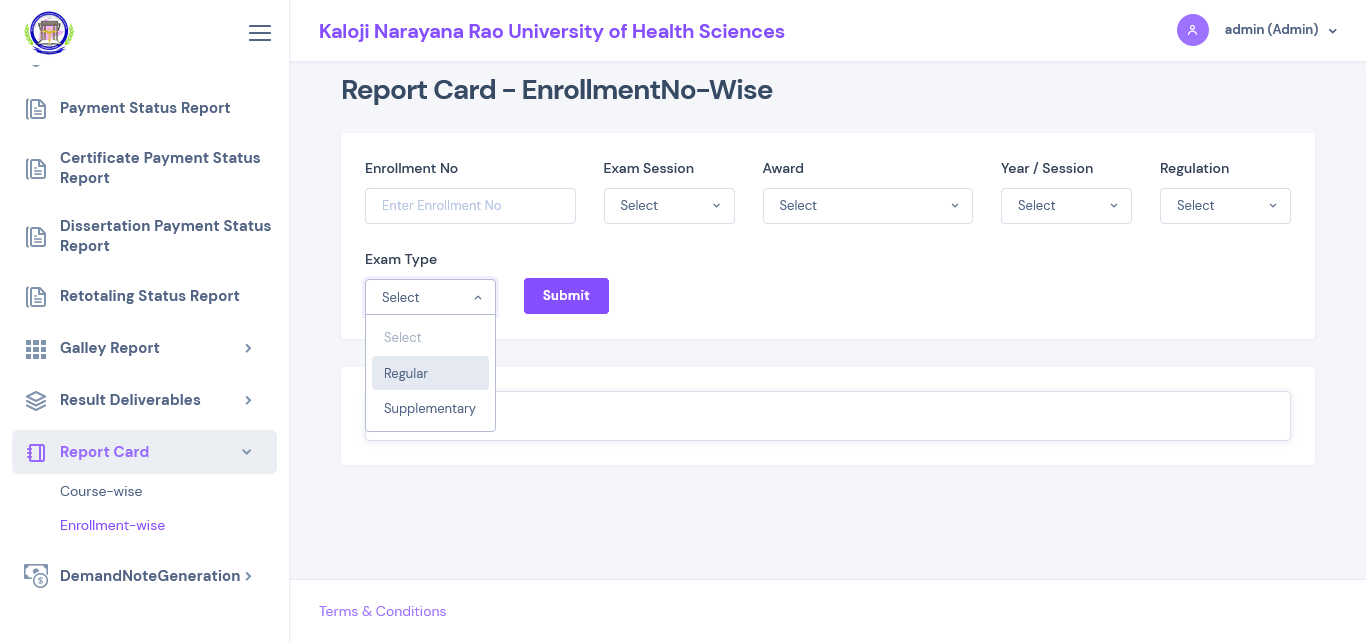 Kaloji Narayana Rao University of Health Sciences
admin (Admin)
Payment Status Report
Certificate Payment Status
Report
Dissertation Payment Status
Report
Retotaling Status Report
Galley Report
Result Deliverables
Report Card
Course-wise
Enrollment-wise
DemandNoteGeneration
Report Card - EnrollmentNo-Wise
Enrollment No
Exam Session
Award
Year / Session
Regulation
Enter Enrollment No
Select
Select
Select
Select
Exam Type
Select
Submit
Select
Regular
Supplementary
Terms & Conditions